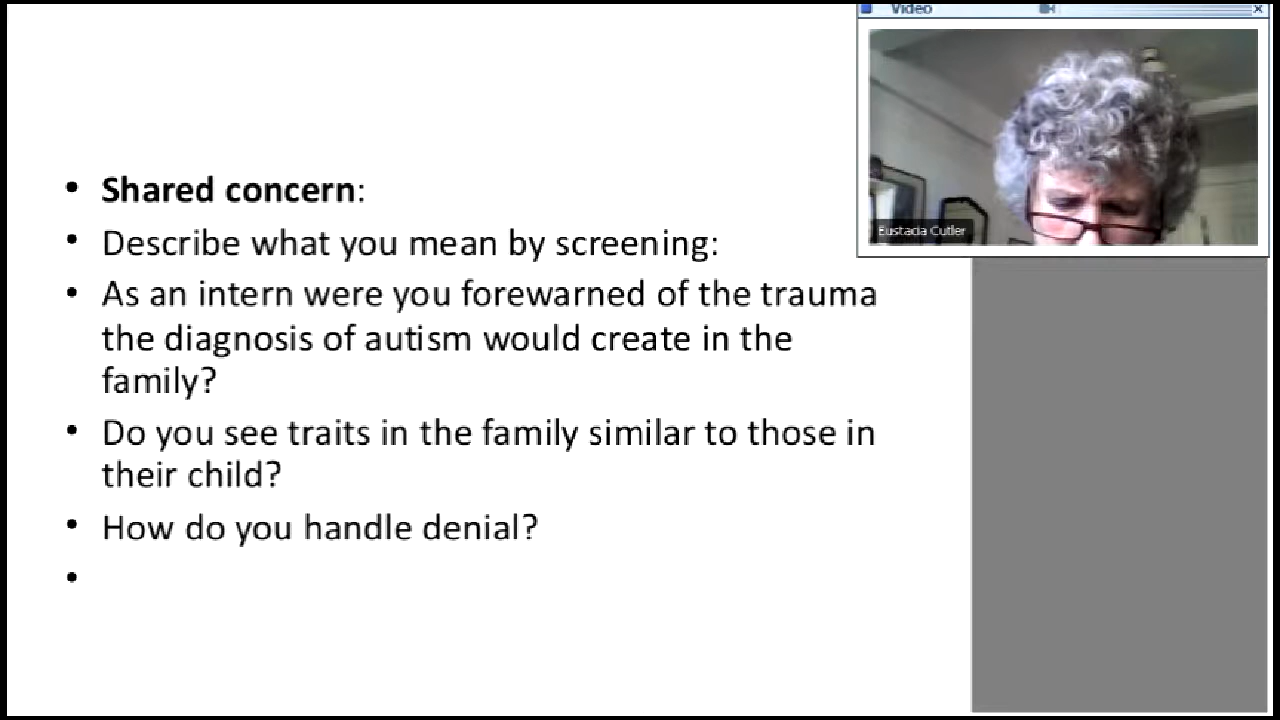 Video
Eustacia Cutler
• Shared concern:
• Describe what you mean by screening:
• As an intern were you forewarned of the trauma
the diagnosis of autism would create in the
family?
• Do you see traits in the family similar to those in
their child?
• How do you handle denial?
•